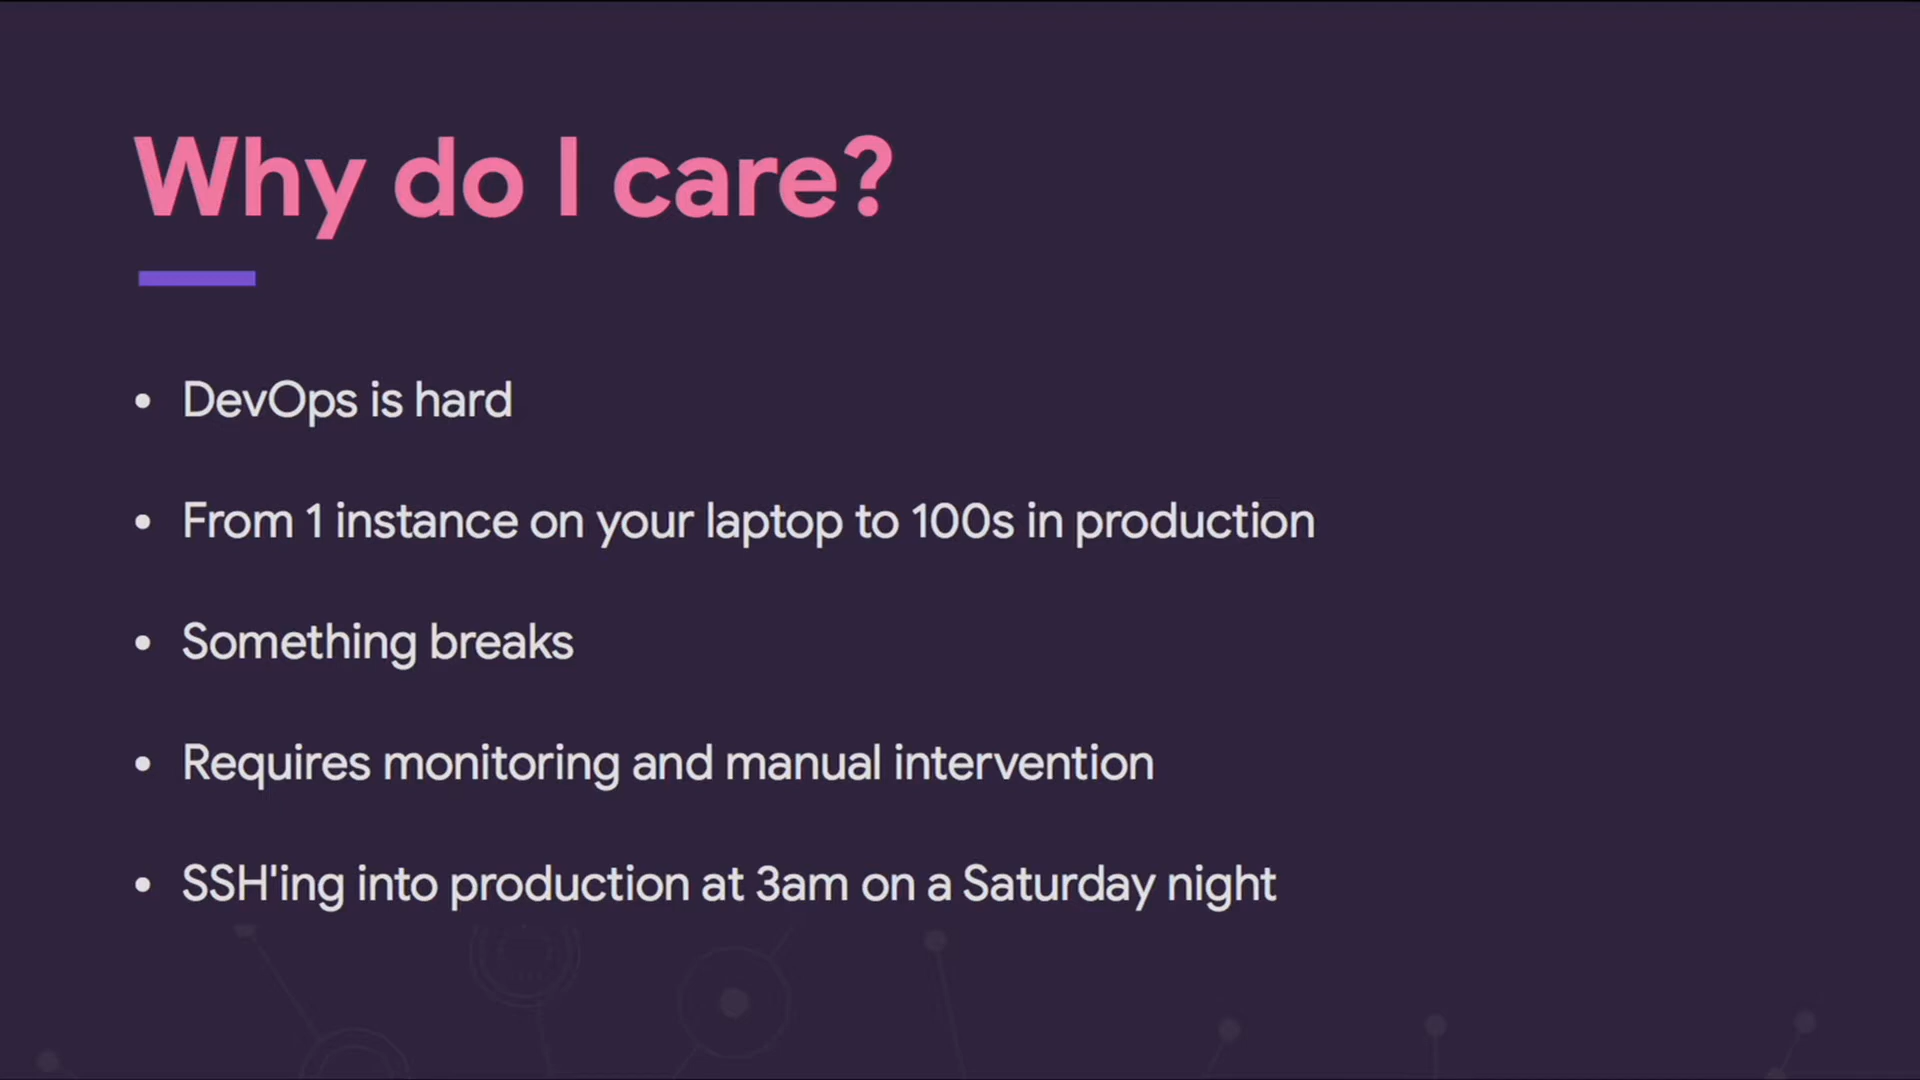 Why do I care?
• DevOps is hard
• From 1 instance on your laptop to 100s in production
• Something breaks
• Requires monitoring and manual intervention
• SSH'ing into production at 3am on a Saturday night